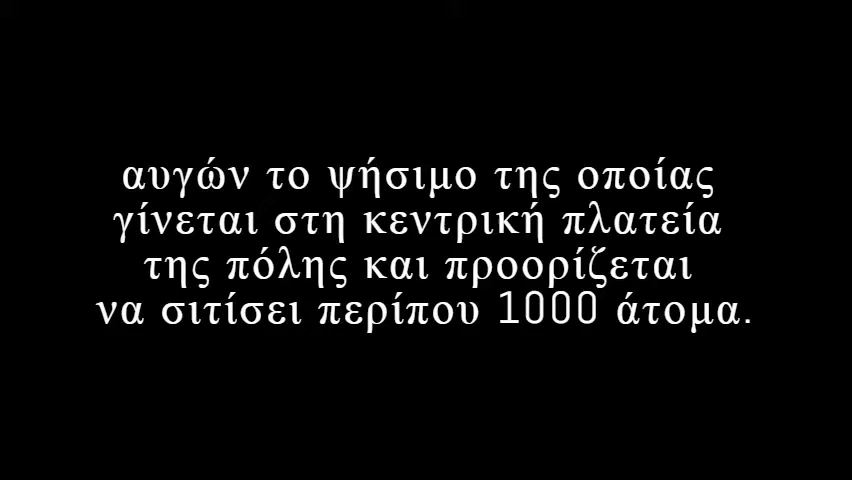 αυγών το ψήσιμο της οποίας
γίνεται στη κεντρική πλατεία
της πόλης και προορίζεται
να σιτίσει περίπου 1000 άτομα.